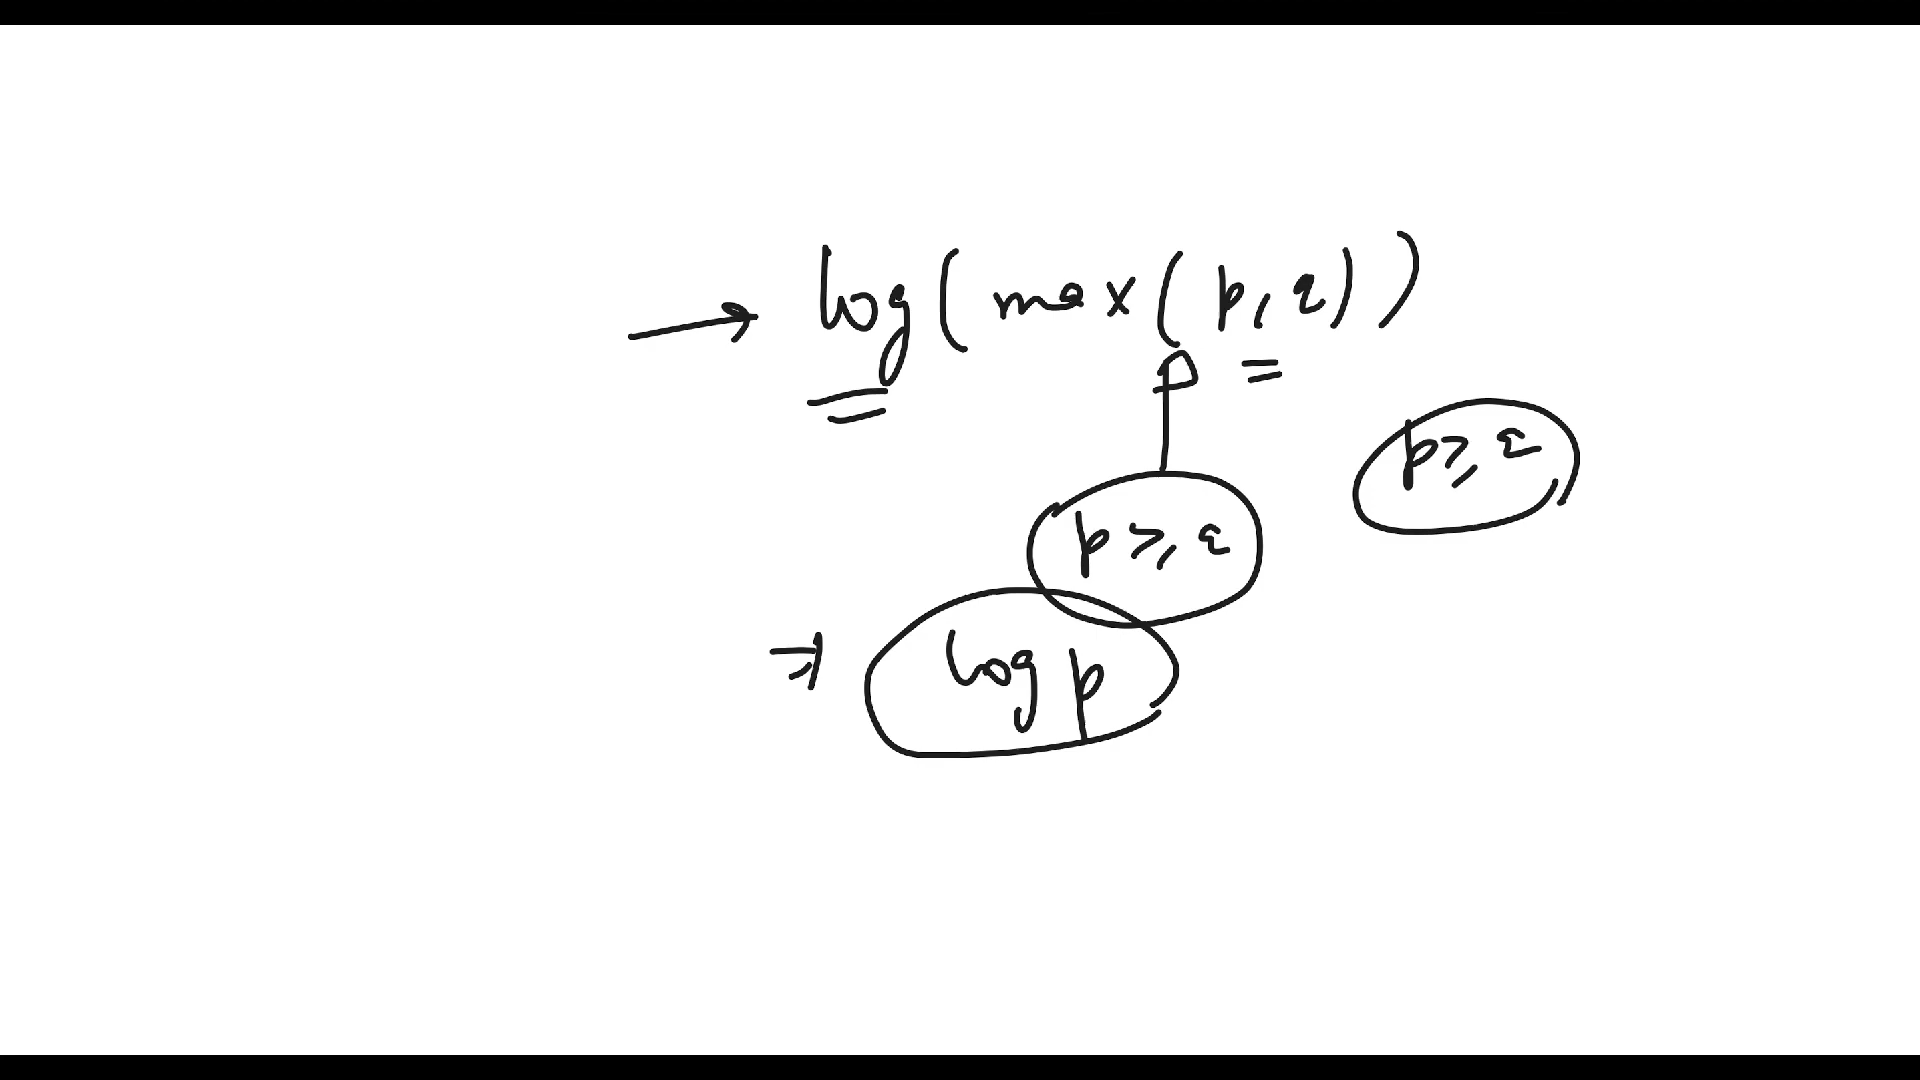 → log(max(p,q))
p ≥ q
p ≥ q
⇒ log p